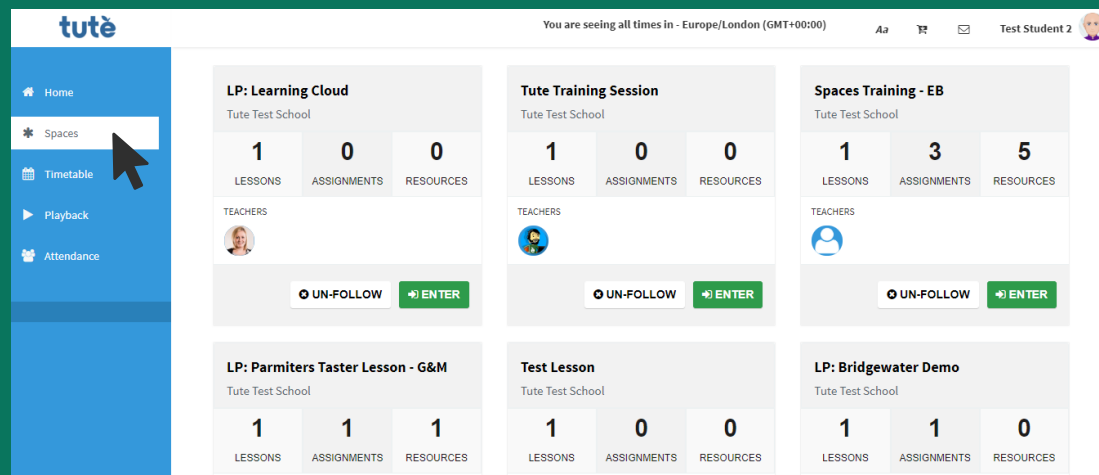 tutè
You are seeing all times in - Europe/London (GMT+00:00)
Aa
Test Student 2
Home
Spaces
Timetable
Playback
Attendance
LP: Learning Cloud
Tute Test School
1 0 0
LESSONS ASSIGNMENTS RESOURCES
TEACHERS
UN-FOLLOW ENTER
Tute Training Session
Tute Test School
1 0 0
LESSONS ASSIGNMENTS RESOURCES
TEACHERS
UN-FOLLOW ENTER
Spaces Training - EB
Tute Test School
1 3 5
LESSONS ASSIGNMENTS RESOURCES
TEACHERS
UN-FOLLOW ENTER
LP: Parmiters Taster Lesson - G&M
Tute Test School
1 1 1
LESSONS ASSIGNMENTS RESOURCES
Test Lesson
Tute Test School
1 0 0
LESSONS ASSIGNMENTS RESOURCES
LP: Bridgewater Demo
Tute Test School
1 1 0
LESSONS ASSIGNMENTS RESOURCES